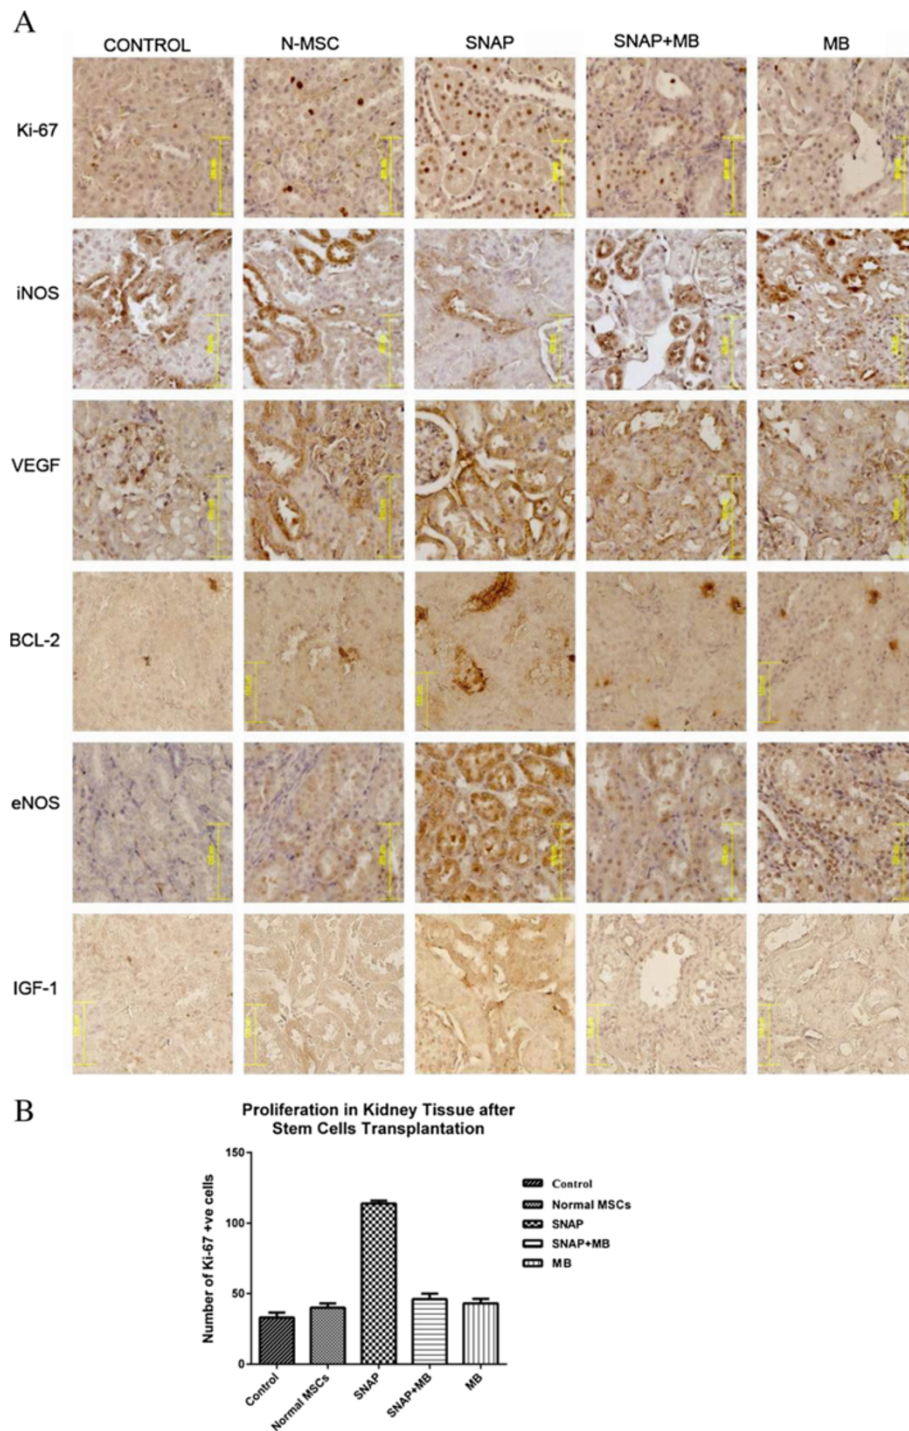 A
CONTROL N-MSC SNAP SNAP+MB MB
Ki-67
iNOS
VEGF
BCL-2
eNOS
IGF-1
B
Proliferation in Kidney Tissue after
Stem Cells Transplantation
Number of Ki-67 +ve cells
150
100
50
0
Control
Normal MSCs
SNAP
SNAP+MB
MB
Control Normal MSCs SNAP SNAP+MB MB